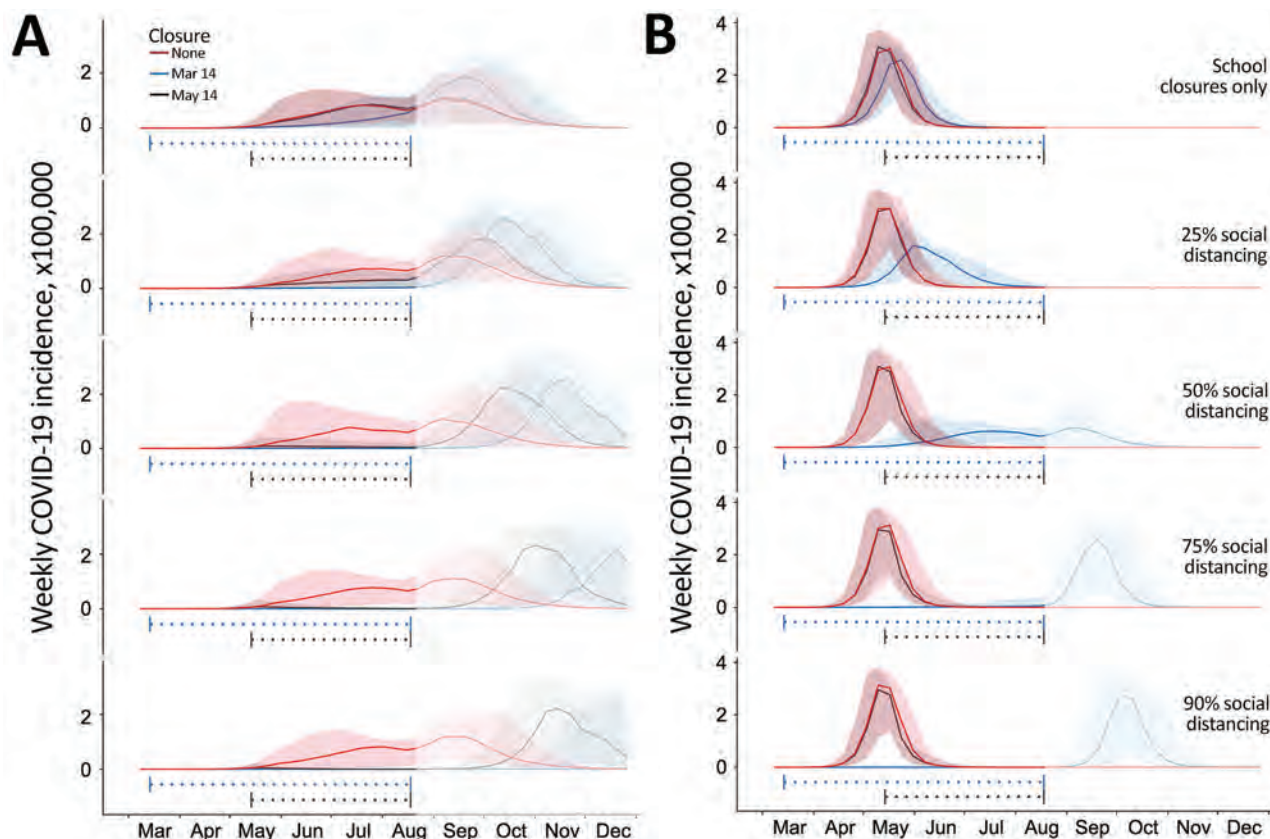 A
Weekly COVID-19 incidence, x100,000
Closure
None
Mar 14
May 14
2
0
2
0
2
0
2
0
2
0
Mar Apr May Jun Jul Aug Sep Oct Nov Dec
B
Weekly COVID-19 incidence, x100,000
4
2
0
School
closures only
4
2
0
25% social
distancing
4
2
0
50% social
distancing
4
2
0
75% social
distancing
4
2
0
90% social
distancing
Mar Apr May Jun Jul Aug Sep Oct Nov Dec